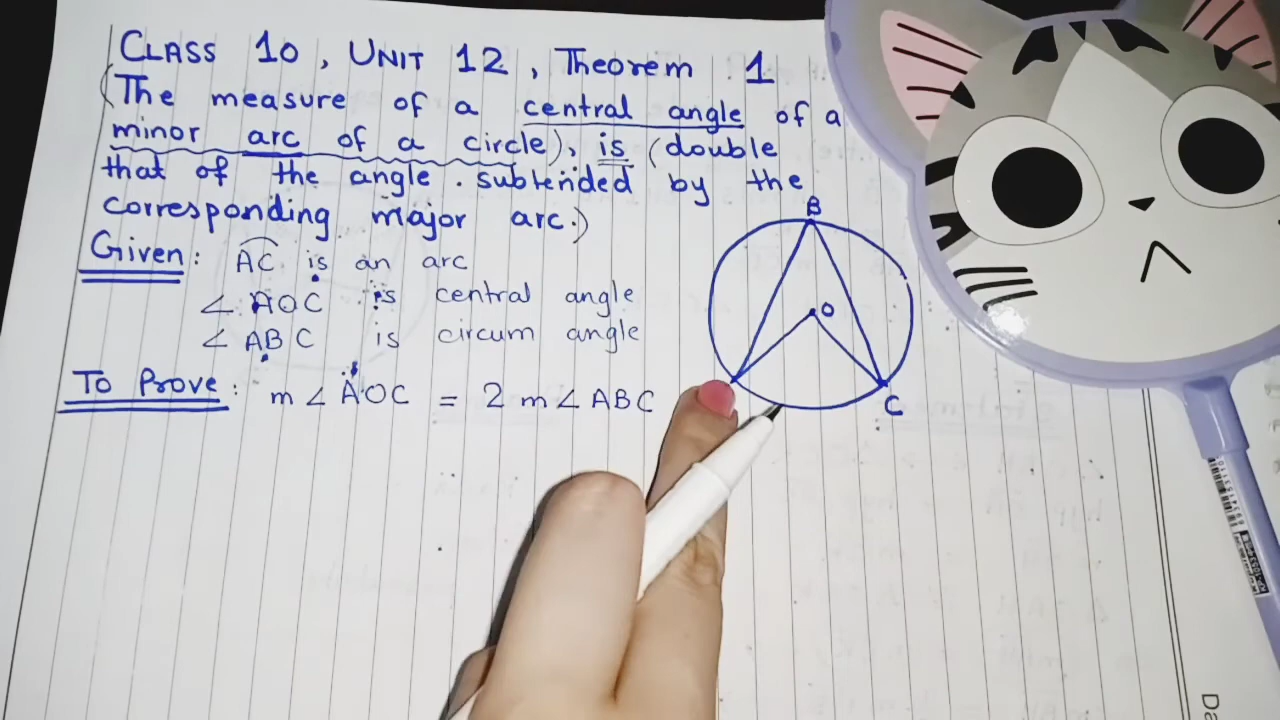 CLASS 10, UNIT 12, Theorem 1
(The measure of a central angle of a
minor arc of a circle), is (double
that of the angle. subtended by the
corresponding major arc.)
Given: AC is an arc
∠ AOC is central angle
∠ ABC is circum angle
To Prove: m∠AOC = 2m∠ABC
B
O
C